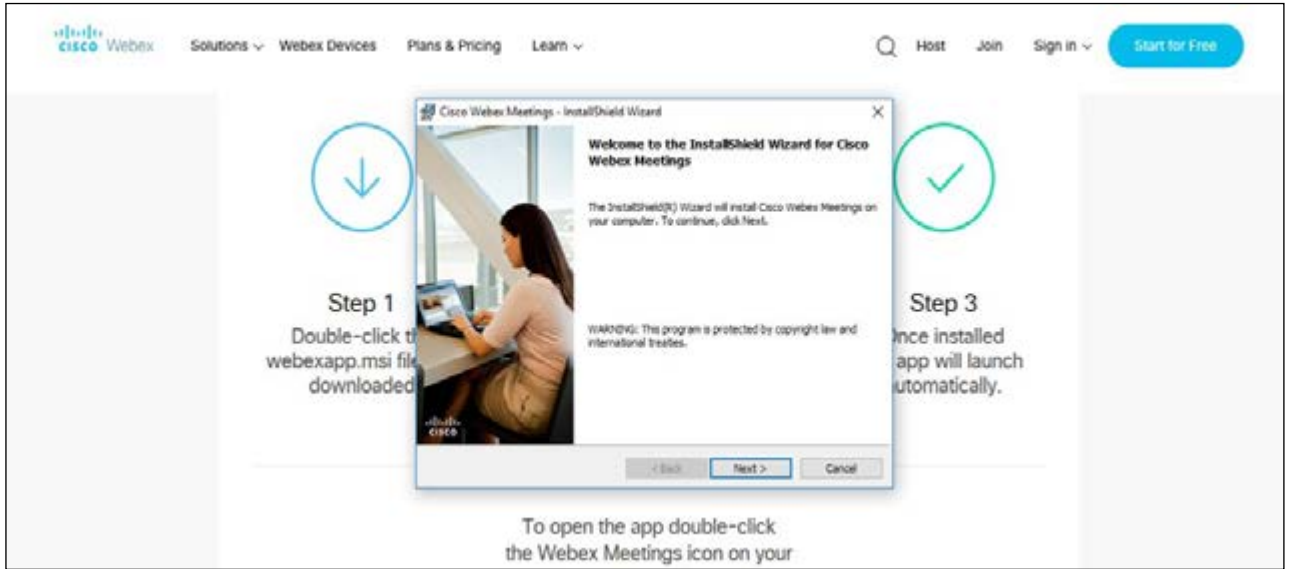 CISCO Webex Solutions Webex Devices Plans & Pricing Learn Host Join Sign in Start for Free
Cisco Webex Meetings - InstallShield Wizard
Welcome to the InstallShield Wizard for Cisco
Webex Meetings
The InstallShield(R) Wizard will install Cisco Webex Meetings on
your computer. To continue, click Next.
WARNING: This program is protected by copyright law and
international treaties.
CISCO
< Back Next > Cancel
Step 1
Double-click
webexapp.msi
downloaded
Step 3
installed
app will launch
To open the app double-click
the Webex Meetings icon on your